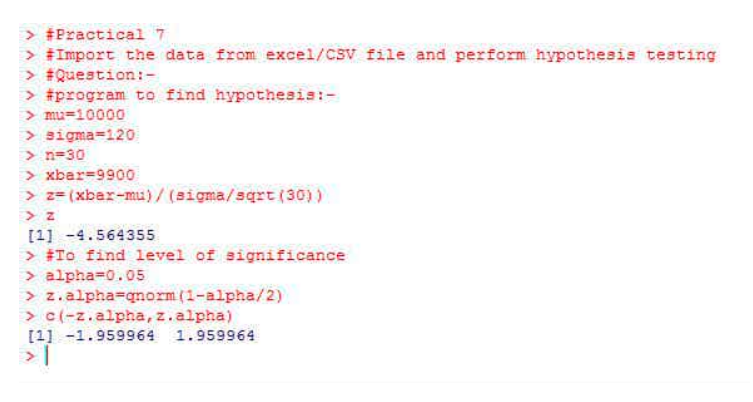 > #Practical 7
> #Import the data from excel/CSV file and perform hypothesis testing
> #Question:-
> #program to find hypothesis:-
> mu=10000
> sigma=120
> n=30
> xbar=9900
> z=(xbar-mu)/(sigma/sqrt(30))
> z
[1] -4.564355
> #To find level of significance
> alpha=0.05
> z.alpha=qnorm(1-alpha/2)
> c(-z.alpha,z.alpha)
[1] -1.959964  1.959964
>